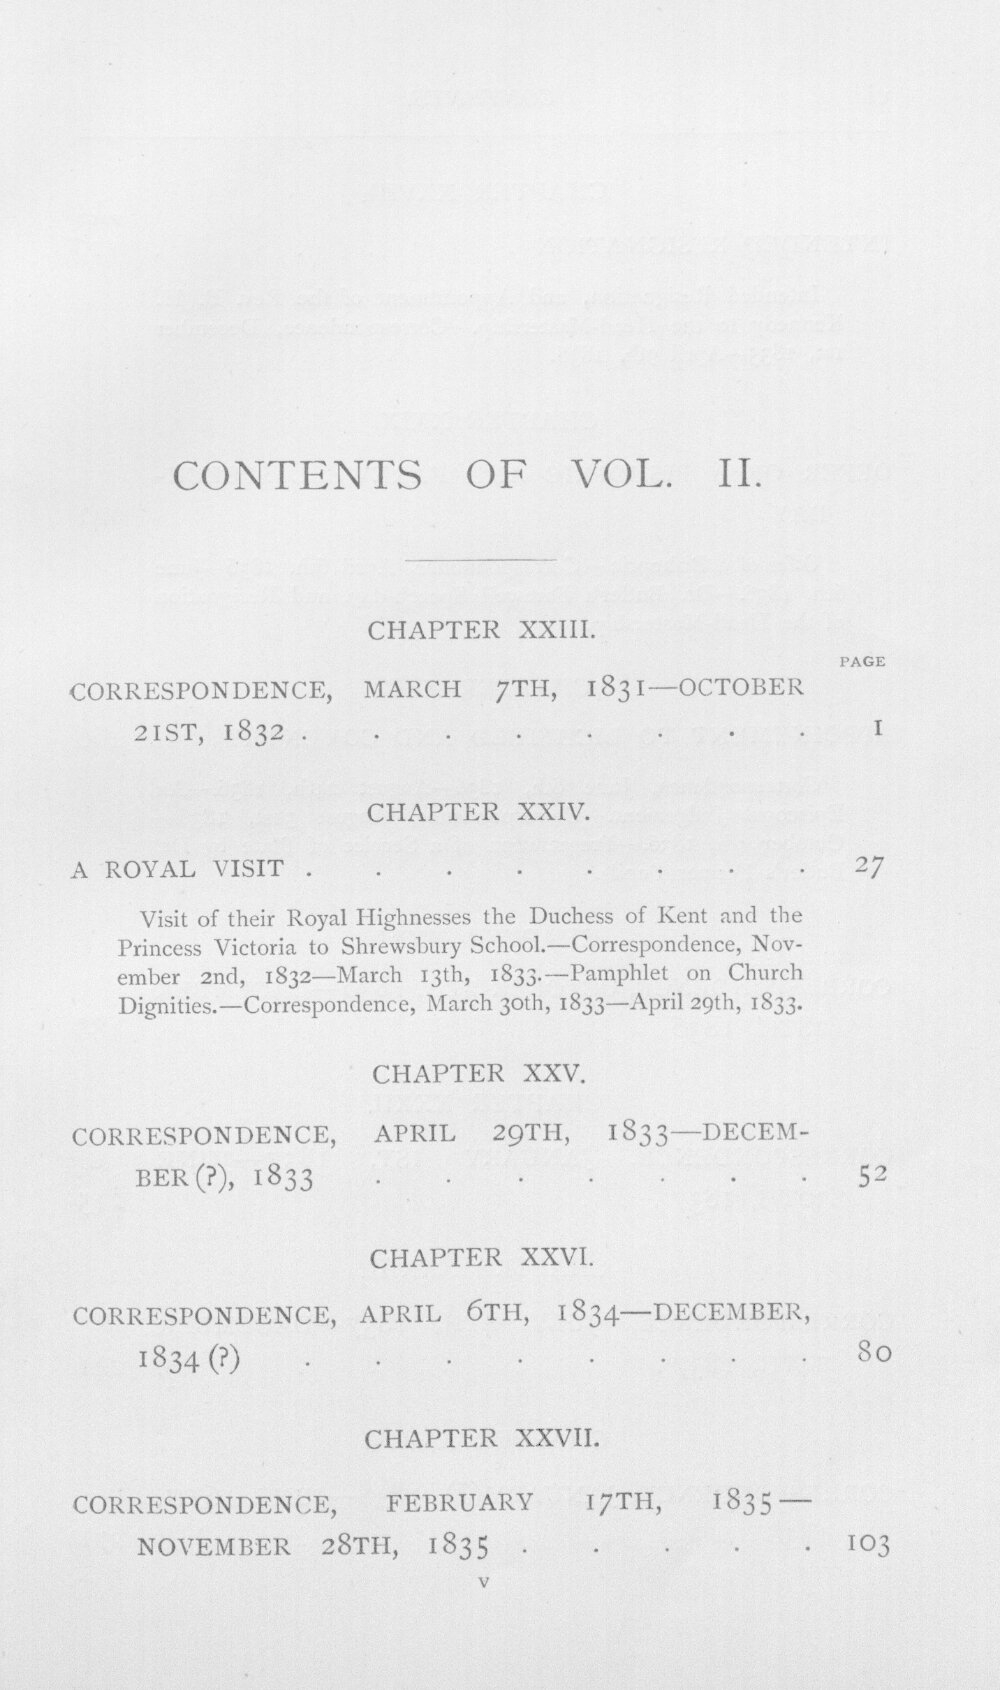 CONTENTS OF VOL. II.
CHAPTER XXIII.
PAGE
CORRESPONDENCE, MARCH 7TH, 1831—OCTOBER
21ST, 1832 . . . . . . . . 1
CHAPTER XXIV.
A ROYAL VISIT . . . . . . . . 27
Visit of their Royal Highnesses the Duchess of Kent and the
Princess Victoria to Shrewsbury School.—Correspondence, Nov-
ember 2nd, 1832—March 13th, 1833.—Pamphlet on Church
Dignities.—Correspondence, March 30th, 1833—April 29th, 1833.
CHAPTER XXV.
CORRESPONDENCE, APRIL 29TH, 1833—DECEM-
BER (?), 1833 . . . . . . . 52
CHAPTER XXVI.
CORRESPONDENCE, APRIL 6TH, 1834—DECEMBER,
1834 (?) . . . . . . . . 80
CHAPTER XXVII.
CORRESPONDENCE, FEBRUARY 17TH, 1835—
NOVEMBER 28TH, 1835 . . . . . 103
v